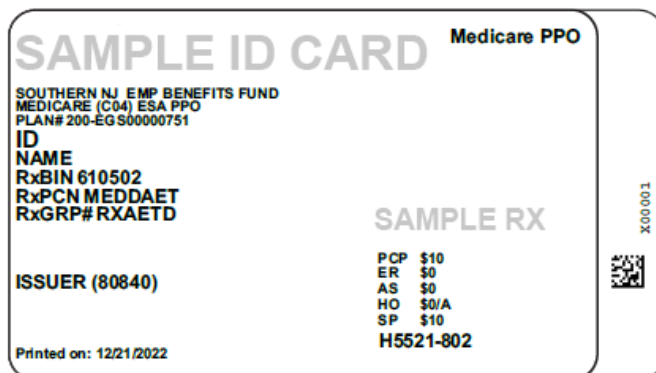 SAMPLE ID CARD
Medicare PPO
SOUTHERN NJ EMP BENEFITS FUND
MEDICARE (C04) ESA PPO
PLAN# 200-EGS00000751
ID
NAME
RxBIN 610502
RxPCN MEDDAET
RxGRP# RXAETD
SAMPLE RX
ISSUER (80840)
PCP $10
ER $0
AS $0
HO $0/A
SP $10
H5521-802
Printed on: 12/21/2022
X00001